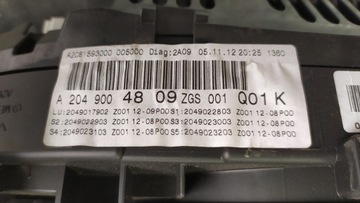 A2C81593000 005000 Diag:2A09 05.11.12 20:25 1360
A 204 900 48 09 ZGS 001 Q01 K
LU:2049017902 Z001 12-09P00 S1:2049022803 Z001 12-08P00
S2:2049022903 Z001 12-08P00 S3:2049023003 Z001 12-08P00
S4:2049023103 Z001 12-08P00 S5:2049023203 Z001 12-08P00